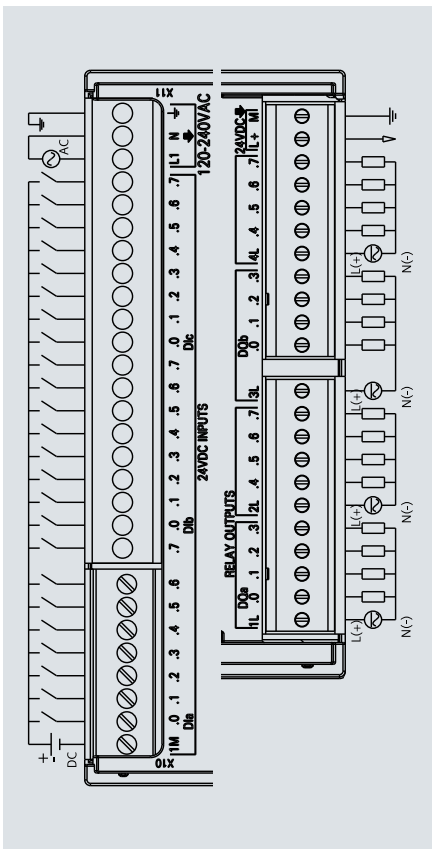 +
-
DC
AC
X10
X11
1M .0 .1 .2 .3 .4 .5 .6 .7 .0 .1 .2 .3 .4 .5 .6 .7 .0 .1 .2 .3 .4 .5 .6 .7 L1 N
DIa DIb DIc
24VDC INPUTS
120-240VAC
RELAY OUTPUTS
DQa DQb 24VDC
1L .0 .1 .2 .3 2L .4 .5 .6 .7 3L .0 .1 .2 .3 4L .4 .5 .6 .7 L+ M
L(+) L(+) L(+) L(+)
N(-) N(-) N(-) N(-)